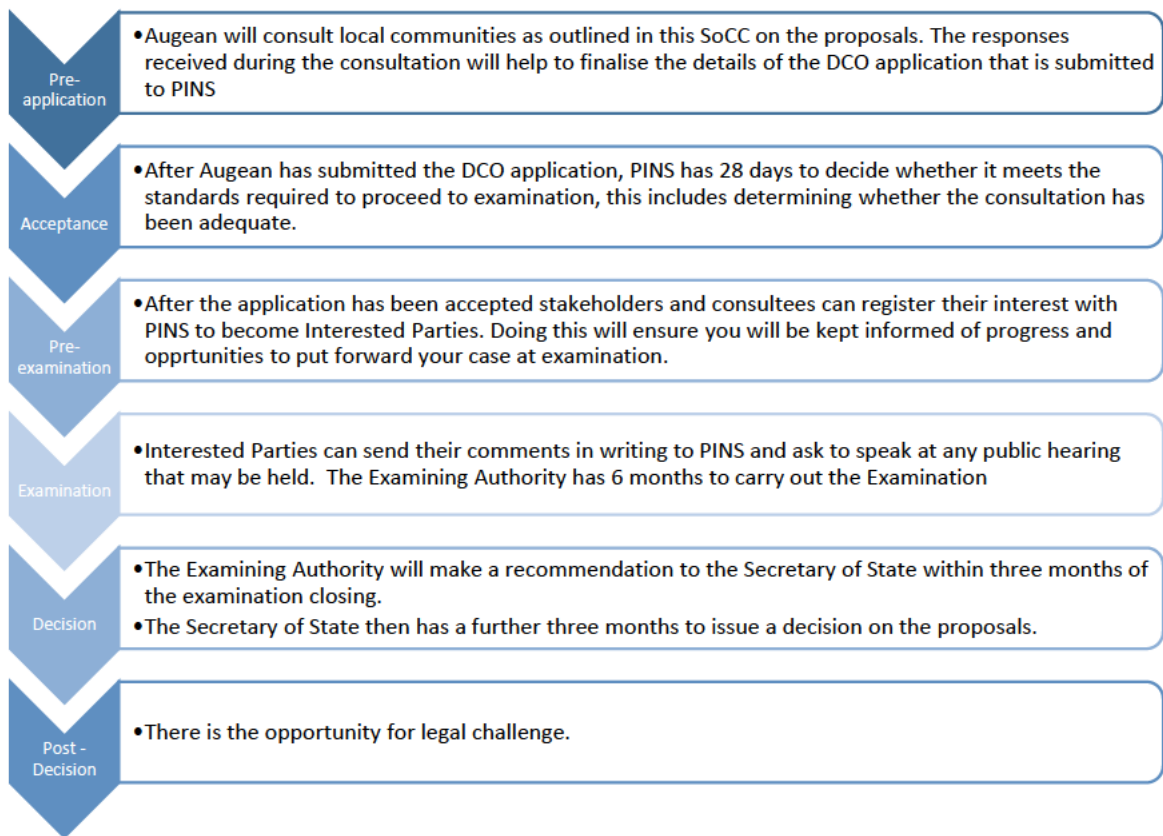 Pre-
application
•Augean will consult local communities as outlined in this SoCC on the proposals. The responses
received during the consultation will help to finalise the details of the DCO application that is submitted
to PINS
Acceptance
•After Augean has submitted the DCO application, PINS has 28 days to decide whether it meets the
standards required to proceed to examination, this includes determining whether the consultation has
been adequate.
Pre-
examination
•After the application has been accepted stakeholders and consultees can register their interest with
PINS to become Interested Parties. Doing this will ensure you will be kept informed of progress and
opprtunities to put forward your case at examination.
Examination
•Interested Parties can send their comments in writing to PINS and ask to speak at any public hearing
that may be held.  The Examining Authority has 6 months to carry out the Examination
Decision
•The Examining Authority will make a recommendation to the Secretary of State within three months of
the examination closing.
•The Secretary of State then has a further three months to issue a decision on the proposals.
Post -
Decision
•There is the opportunity for legal challenge.